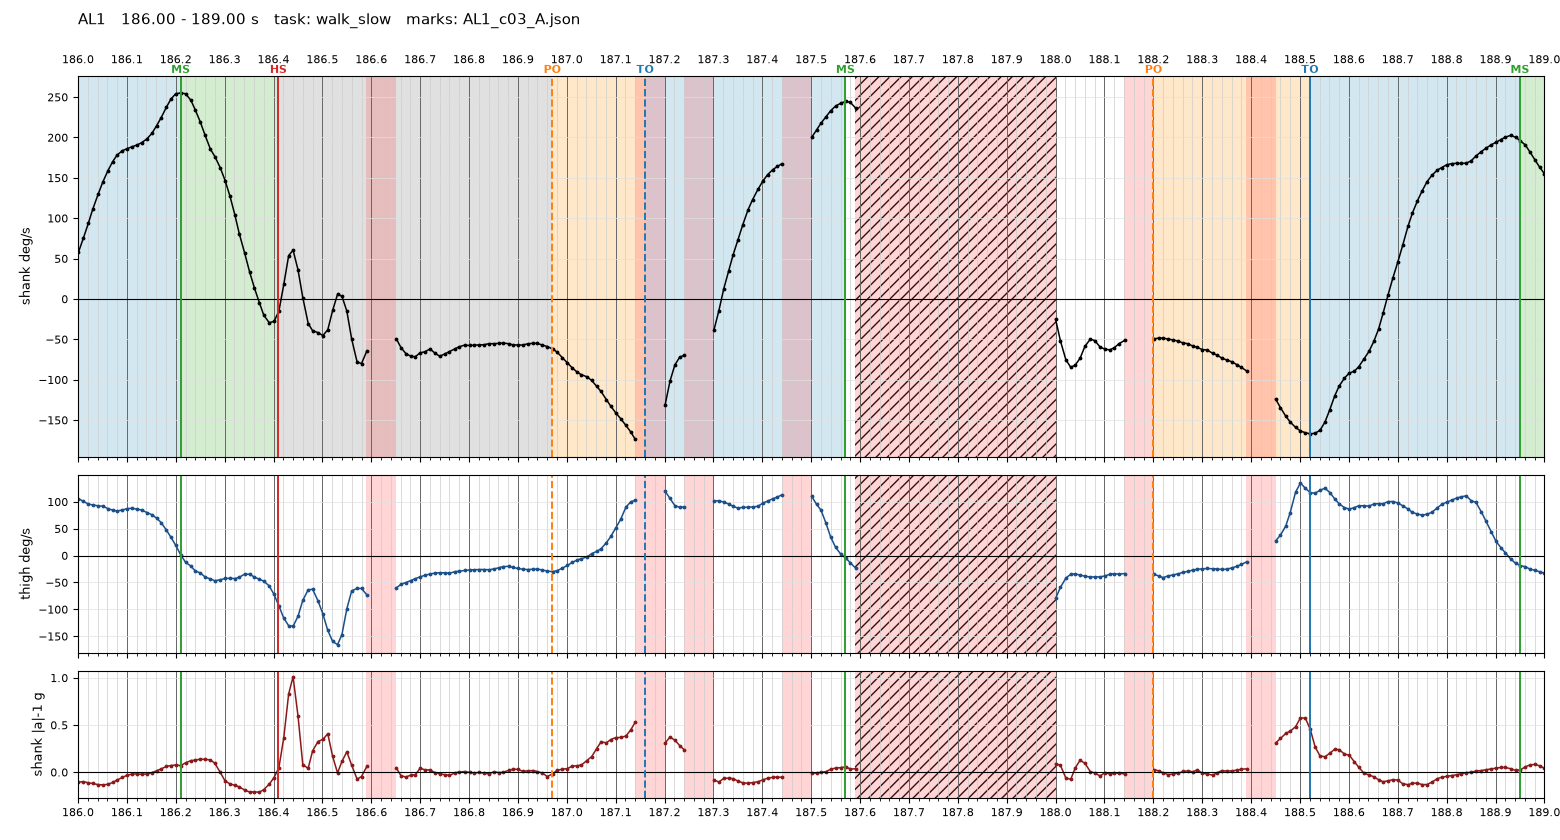 AL1   186.00 - 189.00 s   task: walk_slow   marks: AL1_c03_A.json
186.0 186.1 186.2 186.3 186.4 186.5 186.6 186.7 186.8 186.9 187.0 187.1 187.2 187.3 187.4 187.5 187.6 187.7 187.8 187.9 188.0 188.1 188.2 188.3 188.4 188.5 188.6 188.7 188.8 188.9 189.0
MS HS PO TO MS PO TO MS
shank deg/s
250
200
150
100
50
0
−50
−100
−150
thigh deg/s
100
50
0
−50
−100
−150
shank |a|-1 g
1.0
0.5
0.0
186.0 186.1 186.2 186.3 186.4 186.5 186.6 186.7 186.8 186.9 187.0 187.1 187.2 187.3 187.4 187.5 187.6 187.7 187.8 187.9 188.0 188.1 188.2 188.3 188.4 188.5 188.6 188.7 188.8 188.9 189.0